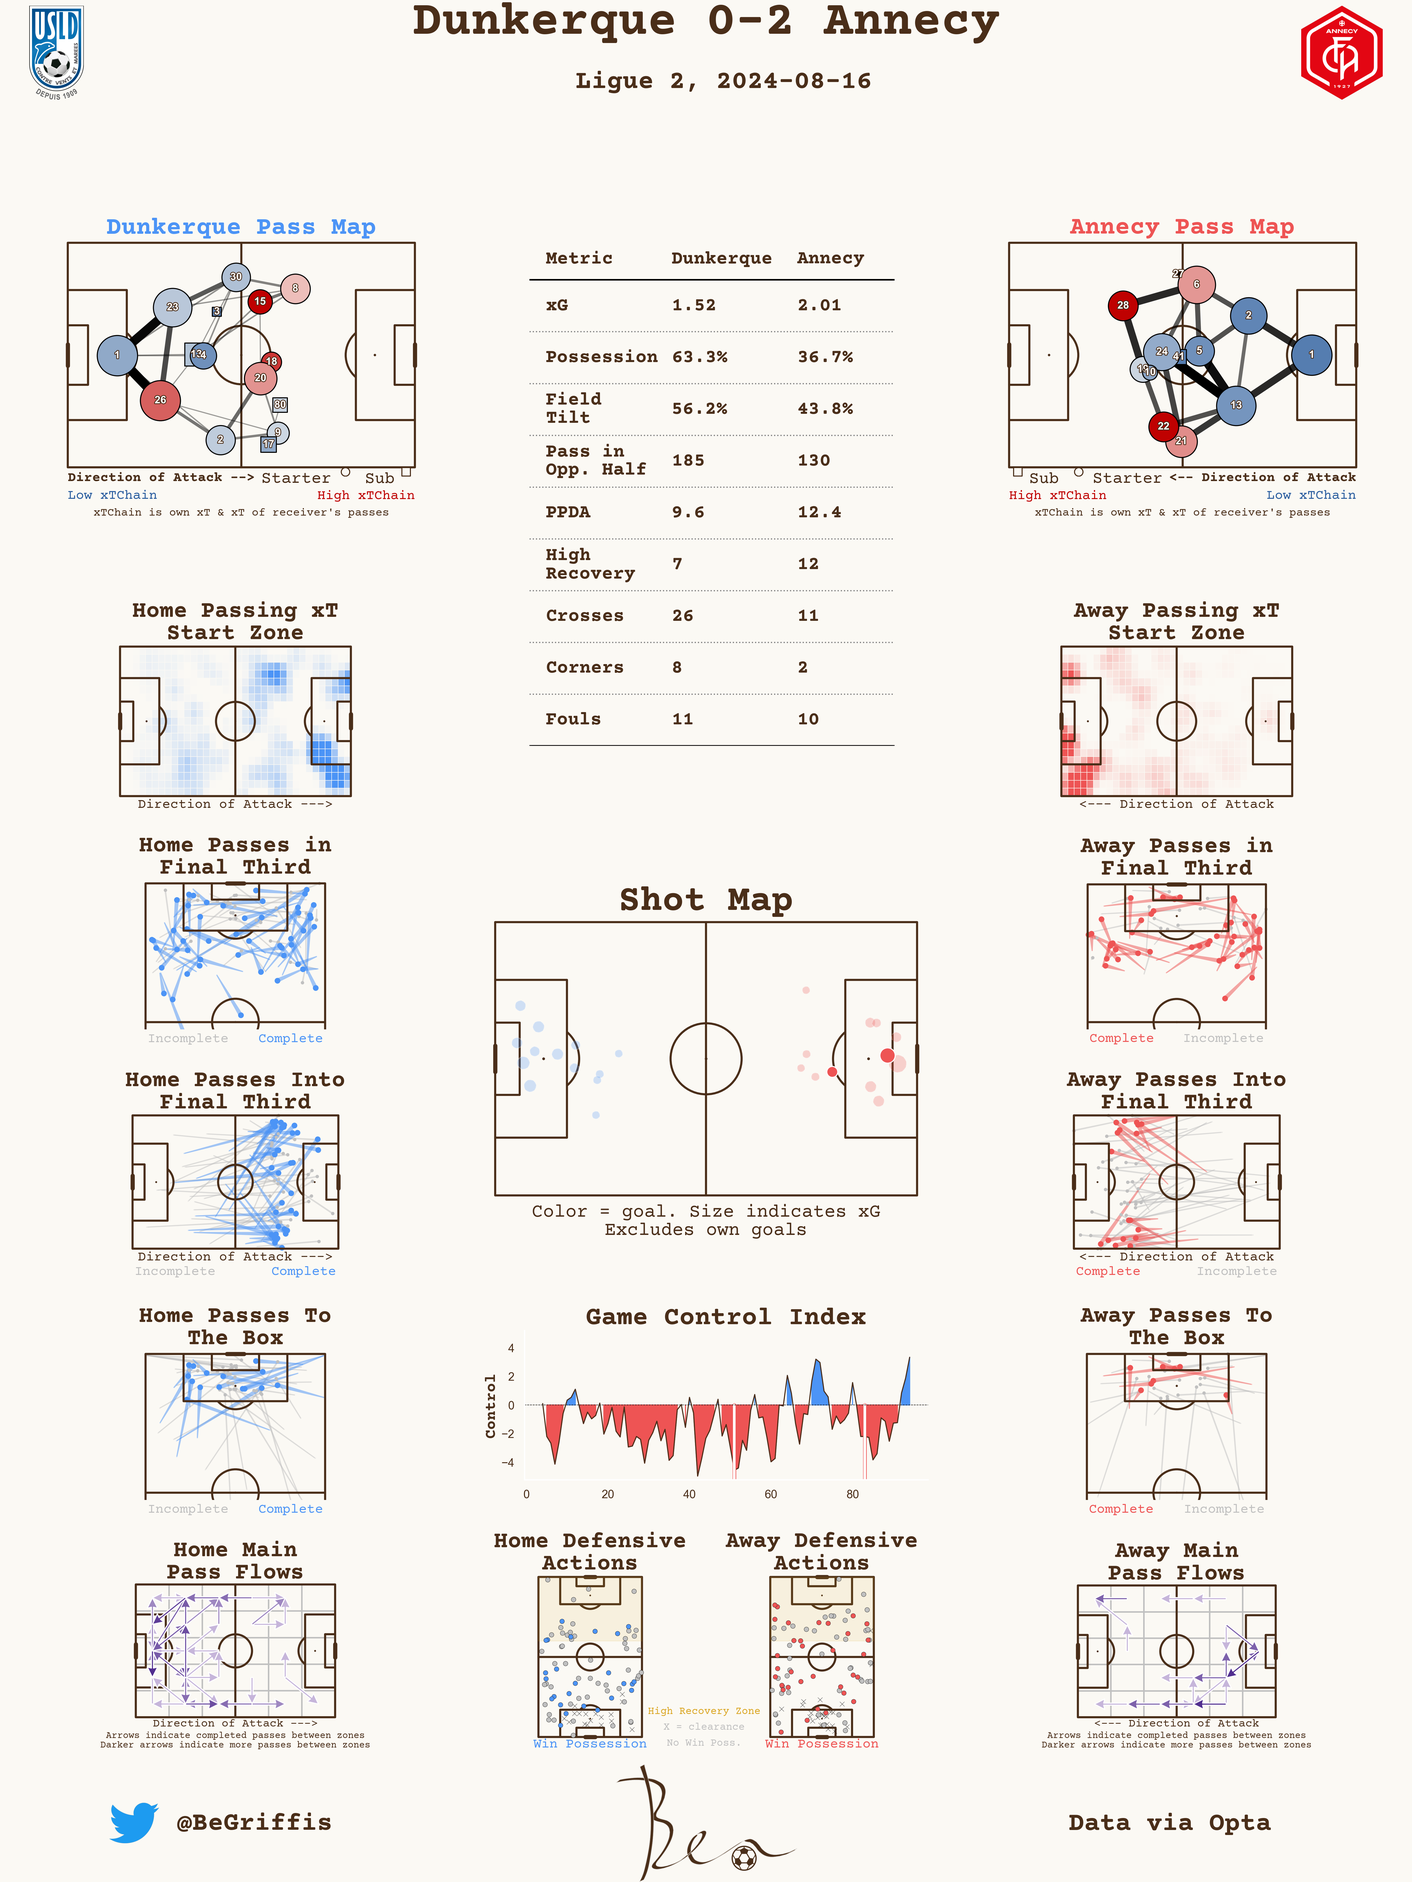 Dunkerque 0-2 Annecy
Ligue 2, 2024-08-16
USLD
CONTRE VENTS ET MARÉES
DEPUIS 1909
ANNECY
FCA
1927
Dunkerque Pass Map
30
8
15
3
23
1
13
4
18
20
26
80
9
2
17
Direction of Attack --> Starter Sub
Low xTChain High xTChain
xTChain is own xT & xT of receiver's passes
Metric Dunkerque Annecy
xG 1.52 2.01
Possession 63.3% 36.7%
Field
Tilt 56.2% 43.8%
Pass in
Opp. Half 185 130
PPDA 9.6 12.4
High
Recovery 7 12
Crosses 26 11
Corners 8 2
Fouls 11 10
Annecy Pass Map
27
6
28
2
24
41
5
1
19
10
13
22
21
Sub Starter <-- Direction of Attack
High xTChain Low xTChain
xTChain is own xT & xT of receiver's passes
Home Passing xT
Start Zone
Direction of Attack --->
Away Passing xT
Start Zone
<--- Direction of Attack
Home Passes in
Final Third
Incomplete Complete
Away Passes in
Final Third
Complete Incomplete
Shot Map
Color = goal. Size indicates xG
Excludes own goals
Home Passes Into
Final Third
Direction of Attack --->
Incomplete Complete
Away Passes Into
Final Third
<--- Direction of Attack
Complete Incomplete
Home Passes To
The Box
Incomplete Complete
Game Control Index
Control
4
2
0
−2
−4
0 20 40 60 80
Away Passes To
The Box
Complete Incomplete
Home Main
Pass Flows
Direction of Attack --->
Arrows indicate completed passes between zones
Darker arrows indicate more passes between zones
Home Defensive
Actions
Win Possession
Away Defensive
Actions
Win Possession
High Recovery Zone
X = clearance
No Win Poss.
Away Main
Pass Flows
<--- Direction of Attack
Arrows indicate completed passes between zones
Darker arrows indicate more passes between zones
@BeGriffis
Ben
Data via Opta